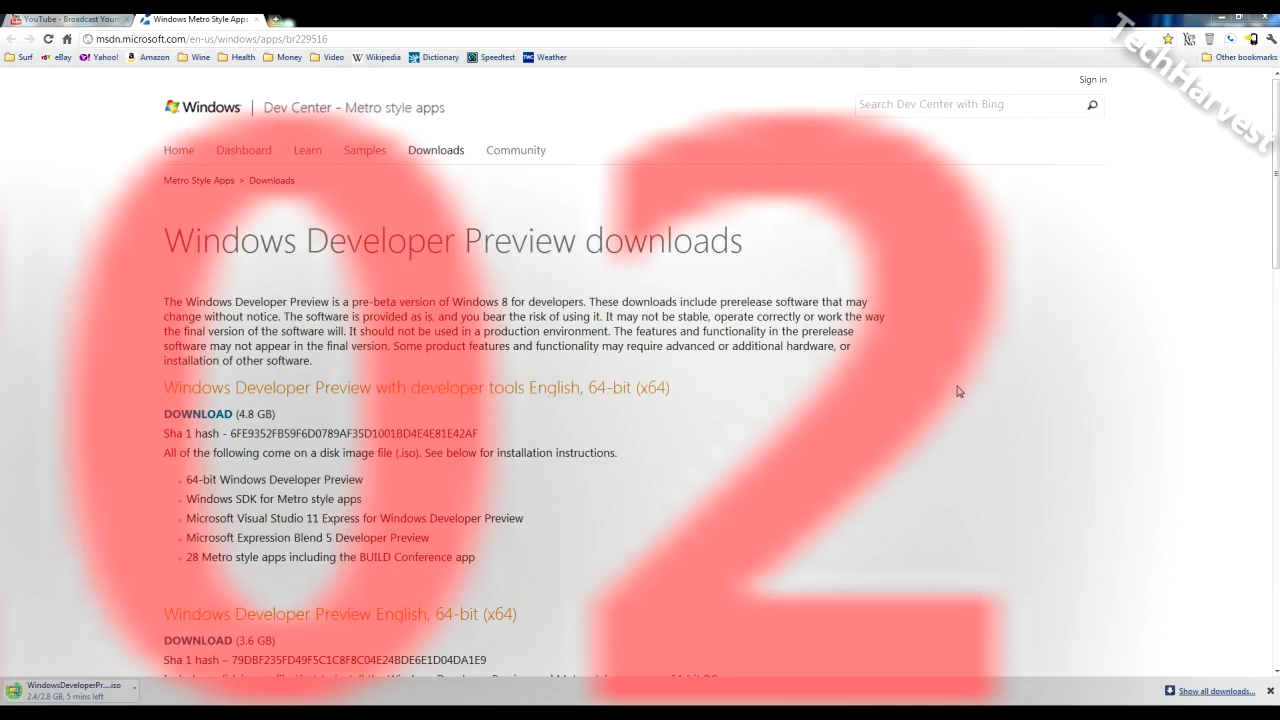 YouTube - Broadcast Yours
Windows Metro Style Apps
msdn.microsoft.com/en-us/windows/apps/br229516
Surf eBay Yahoo! Amazon Wine Health Money Video Wikipedia Dictionary Speedtest Weather Other bookmarks
TechHarvest
Sign in
Windows | Dev Center - Metro style apps
Search Dev Center with Bing
Home Dashboard Learn Samples Downloads Community
Metro Style Apps > Downloads
02
Windows Developer Preview downloads
The Windows Developer Preview is a pre-beta version of Windows 8 for developers. These downloads include prerelease software that may
change without notice. The software is provided as is, and you bear the risk of using it. It may not be stable, operate correctly or work the way
the final version of the software will. It should not be used in a production environment. The features and functionality in the prerelease
software may not appear in the final version. Some product features and functionality may require advanced or additional hardware, or
installation of other software.
Windows Developer Preview with developer tools English, 64-bit (x64)
DOWNLOAD (4.8 GB)
Sha 1 hash - 6FE9352FB59F6D0789AF35D1001BD4E4E81E42AF
All of the following come on a disk image file (.iso). See below for installation instructions.
64-bit Windows Developer Preview
Windows SDK for Metro style apps
Microsoft Visual Studio 11 Express for Windows Developer Preview
Microsoft Expression Blend 5 Developer Preview
28 Metro style apps including the BUILD Conference app
Windows Developer Preview English, 64-bit (x64)
DOWNLOAD (3.6 GB)
Sha 1 hash – 79DBF235FD49F5C1C8F8C04E24BDE6E1D04DA1E9
WindowsDeveloperPr....iso
2.4/2.8 GB, 5 mins left
Show all downloads...